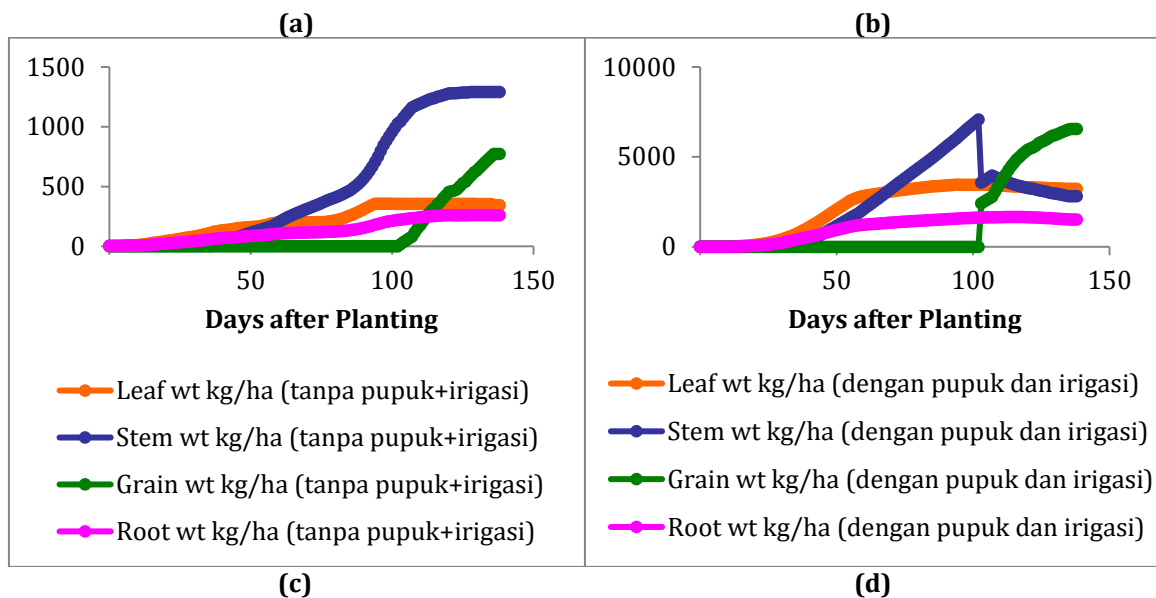 (a)
(b)
1500
1000
500
0
50
100
150
Days after Planting
Leaf wt kg/ha (tanpa pupuk+irigasi)
Stem wt kg/ha (tanpa pupuk+irigasi)
Grain wt kg/ha (tanpa pupuk+irigasi)
Root wt kg/ha (tanpa pupuk+irigasi)
10000
5000
0
50
100
150
Days after Planting
Leaf wt kg/ha (dengan pupuk dan irigasi)
Stem wt kg/ha (dengan pupuk dan irigasi)
Grain wt kg/ha (dengan pupuk dan irigasi)
Root wt kg/ha (dengan pupuk dan irigasi)
(c)
(d)